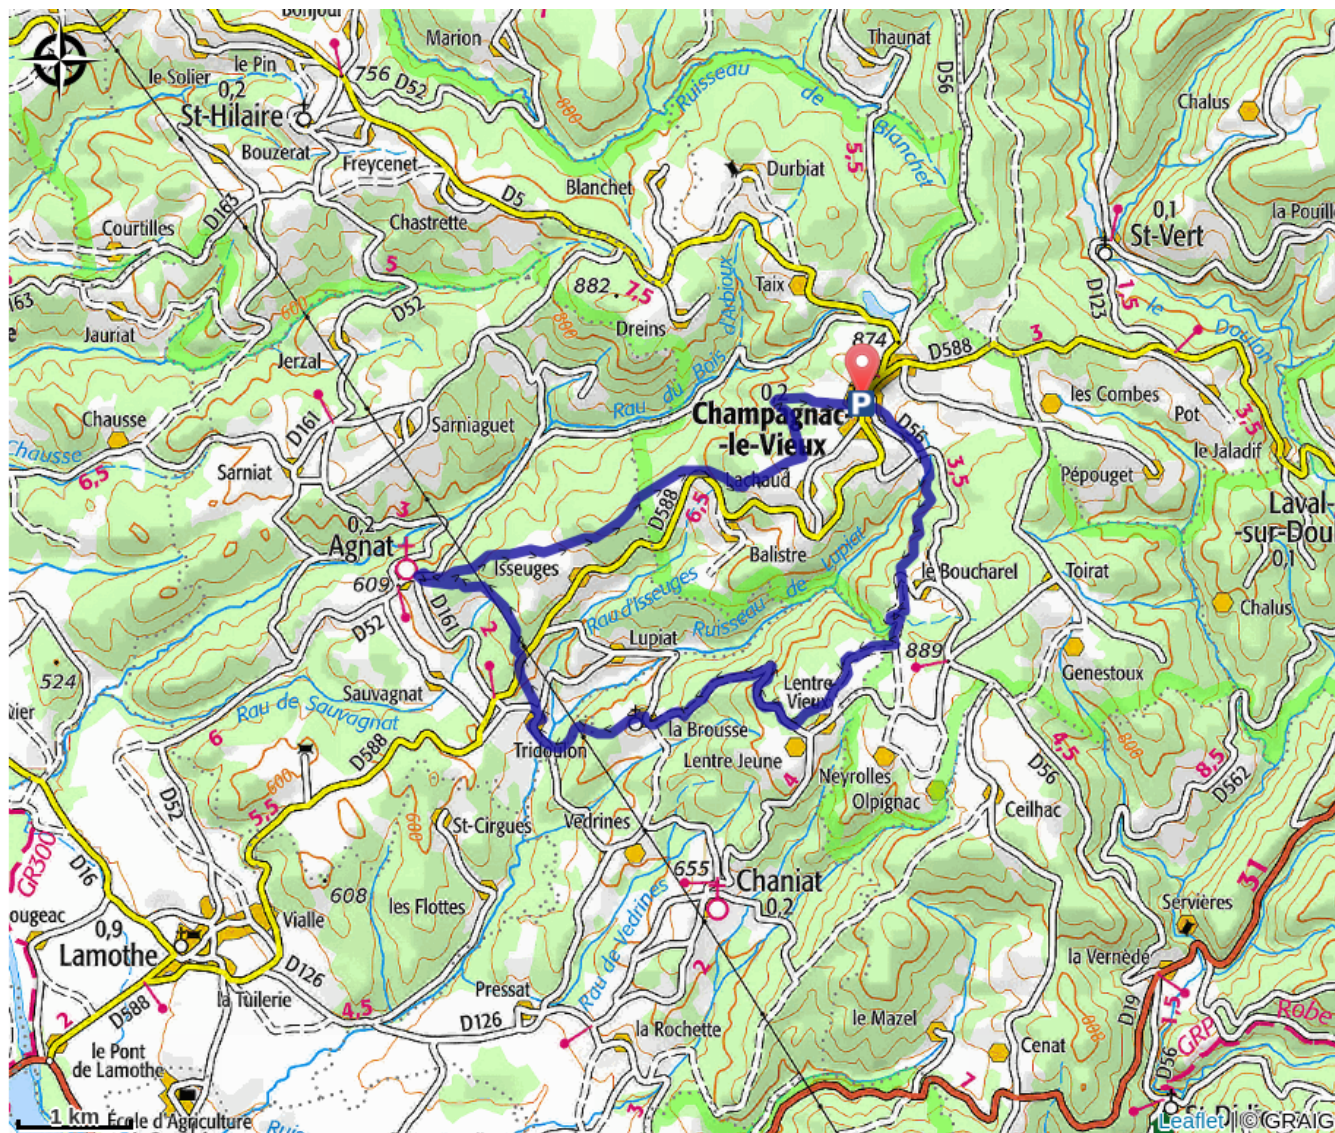 Bonjour
Marion
Thaunat
le Pin
le Solier
756
D52
0,2
St-Hilaire
Bouzerat
Freycenet
800
Ruisseau
de
Blanchet
D56
5,5
Chalus
Blanchet
Durbiat
D5
Chastrette
Courtilles
D163
0,1
St-Vert
la Pouill
5
882
7,5
Taix
d'Arbioux
1,5
le
Doulon
D123
163
600
D52
Jauriat
800
Dreins
874
D588
3
Jerzal
Rau du Bois
0,2
Champagnac
-le-Vieux
P
D56
les Combes
Pot
3,5
le Jaladif
Chausse
D161
Sarniaguet
Chausse
6,5
Sarniat
Lachaud
3,5
Pépouget
Laval-
-sur-Dou
0,1
D588
6,5
3
0,2
Agnat
609
Isseuges
Balistre
Rau d'Isseuges
Ruisseau de Lupiat
le Boucharel
Toirat
Chalus
D52
D161
2
Lupiat
889
Genestoux
524
Sauvagnat
Lentre
Vieux
vier
Rau de Sauvagnat
6
D588
Tridoulon
la Brousse
Lentre Jeune
4
Neyrolles
Olpignac
4,5
800
8,5
D562
D56
600
5,5
D52
Ceilhac
600
St-Cirgues
Vedrines
GR300
D16
655
Chaniat
0,2
31
608
les Flottes
ougeac
0,9
Lamothe
Vialle
Rau de Vedrines
Servières
la Vernède
D126
la Tuilerie
4,5
Pressat
2
D126
la Rochette
le Mazel
D19
1,5
GRP
Robe
2
D588
le Pont
de Lamothe
800
Cenat
D56
1
3
École d'Agriculture
1 km
Leaflet | © GRAIG